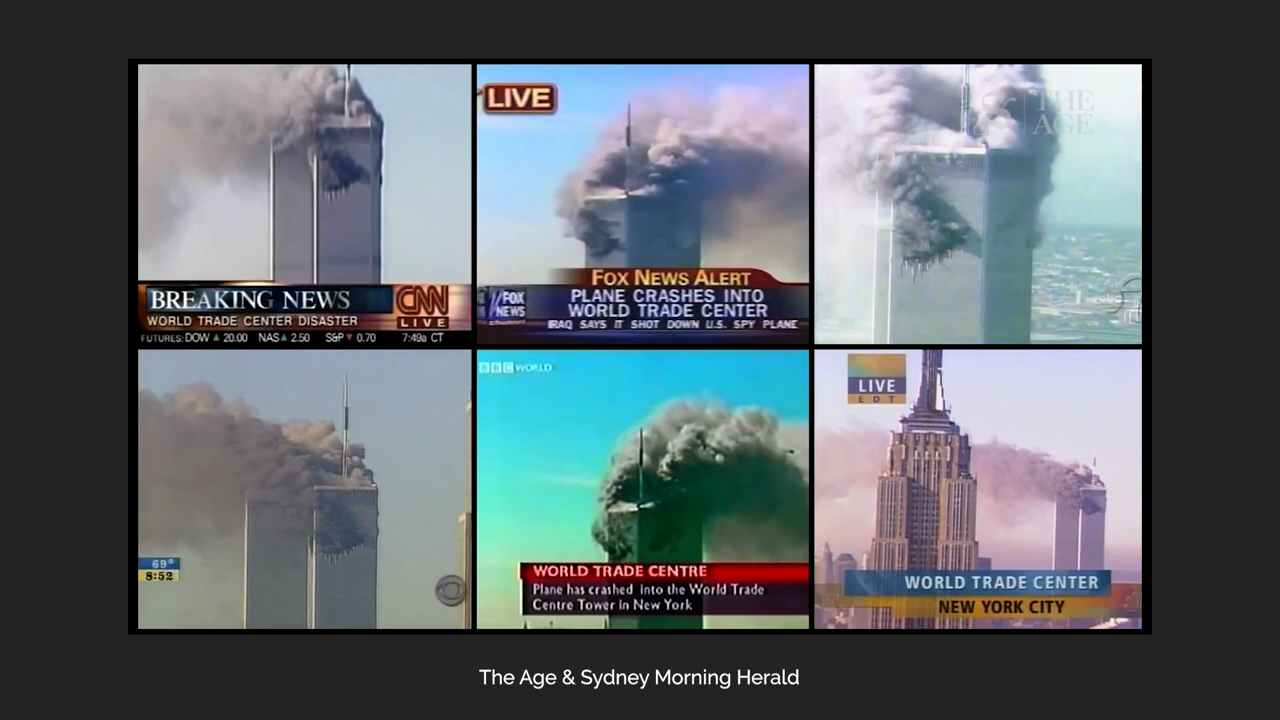 BREAKING NEWS
CNN
WORLD TRADE CENTER DISASTER
LIVE
FUTURES: DOW ▲ 20.00 NAS ▲ 2.50 S&P ▼ 0.70 7:49a CT
LIVE
FOX NEWS ALERT
FOX NEWS
PLANE CRASHES INTO
WORLD TRADE CENTER
IRAQ SAYS IT SHOT DOWN U.S. SPY PLANE
THE
AGE
abc
69°
8:52
BBC WORLD
WORLD TRADE CENTRE
Plane has crashed into the World Trade
Centre Tower in New York
LIVE
EDT
WORLD TRADE CENTER
NEW YORK CITY
The Age & Sydney Morning Herald